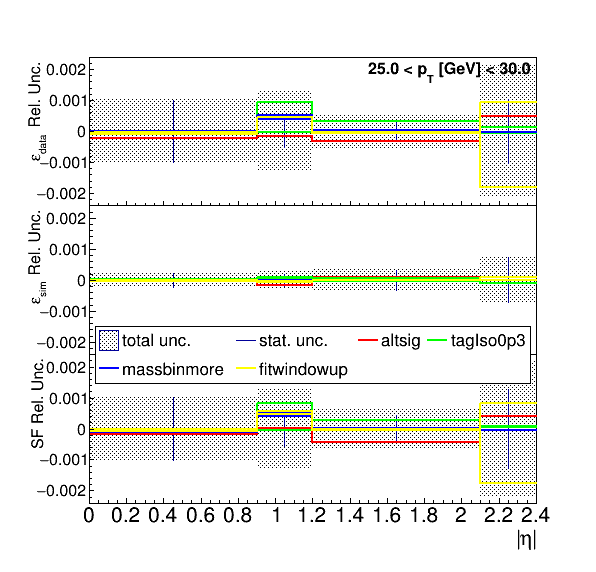 25.0 < p_T [GeV] < 30.0
ε_data Rel. Unc.
0.002
0.001
0
−0.001
−0.002
ε_sim Rel. Unc.
0.002
0.001
0
−0.001
−0.002
total unc. stat. unc. altsig tagIso0p3
massbinmore fitwindowup
SF Rel. Unc.
0.002
0.001
0
−0.001
−0.002
0 0.2 0.4 0.6 0.8 1 1.2 1.4 1.6 1.8 2 2.2 2.4
|η|